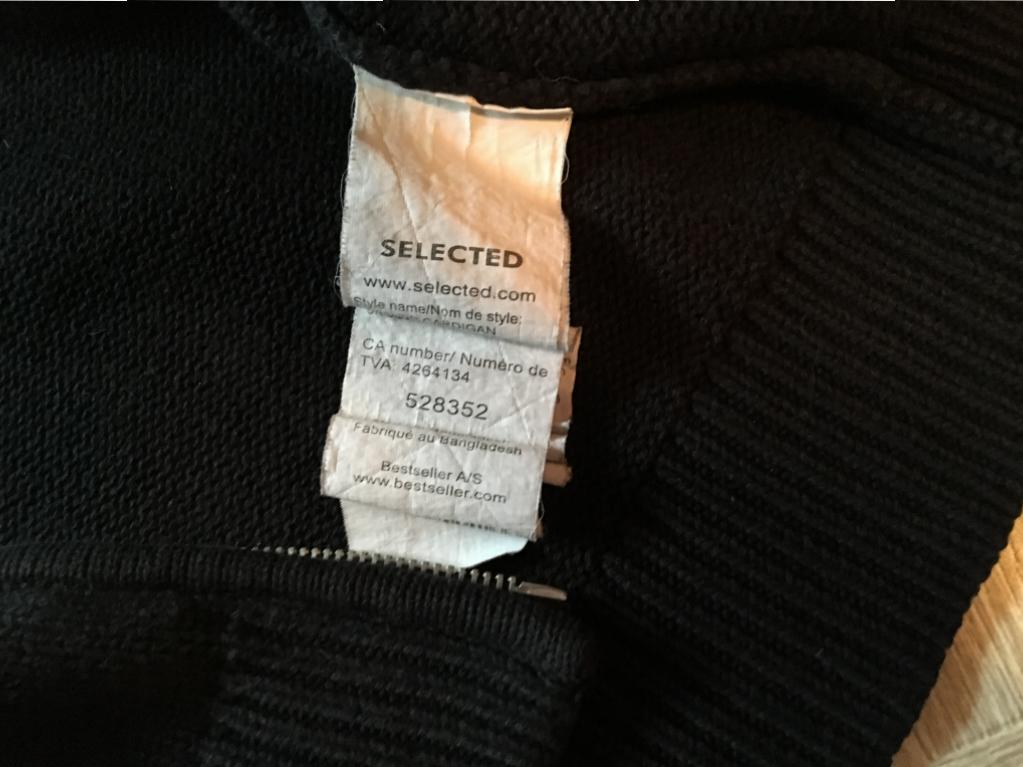 SELECTED
www.selected.com
Style name/Nom de style:
CARDIGAN
CA number/ Numéro de
TVA: 4264134
528352
Fabriqué au Bangladesh
Bestseller A/S
www.bestseller.com